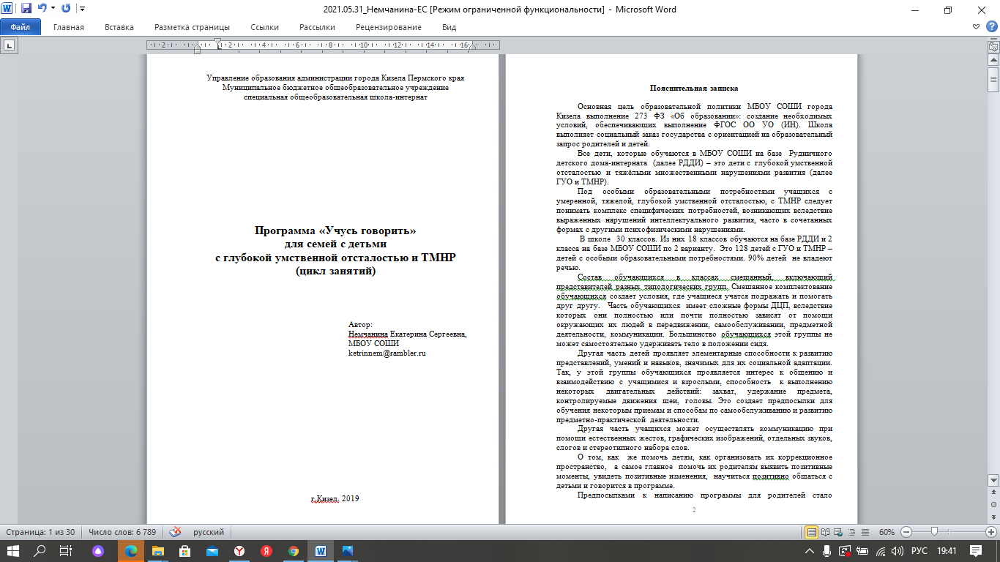 2021.05.31_Немчанина-ЕС [Режим ограниченной функциональности] - Microsoft Word
Файл Главная Вставка Разметка страницы Ссылки Рассылки Рецензирование Вид
2 2 4 6 8 10 12 14 16
Управление образования администрации города Кизела Пермского края
Муниципальное бюджетное общеобразовательное учреждение
специальная общеобразовательная школа-интернат
Программа «Учусь говорить»
для семей с детьми
с глубокой умственной отсталостью и ТМНР
(цикл занятий)
Автор:
Немчанина Екатерина Сергеевна,
МБОУ СОШИ
ketrinnem@rambler.ru
г.Кизел, 2019
Пояснительная записка
Основная цель образовательной политики МБОУ СОШИ города
Кизела выполнение 273 ФЗ «Об образовании»: создание необходимых
условий, обеспечивающих выполнение ФГОС ОО УО (ИН). Школа
выполняет социальный заказ государства с ориентацией на образовательный
запрос родителей и детей.
Все дети, которые обучаются в МБОУ СОШИ на базе Рудничного
детского дома-интерната (далее РДДИ) – это дети с глубокой умственной
отсталостью и тяжёлыми множественными нарушениями развития (далее
ГУО и ТМНР).
Под особыми образовательными потребностями учащихся с
умеренной, тяжелой, глубокой умственной отсталостью, с ТМНР следует
понимать комплекс специфических потребностей, возникающих вследствие
выраженных нарушений интеллектуального развития, часто в сочетанных
формах с другими психофизическими нарушениями.
В школе 30 классов. Из них 18 классов обучаются на базе РДДИ и 2
класса на базе МБОУ СОШИ по 2 варианту. Это 128 детей с ГУО и ТМНР –
детей с особыми образовательными потребностями. 90% детей не владеют
речью.
Состав обучающихся в классах смешанный, включающий
представителей разных типологических групп. Смешанное комплектование
обучающихся создает условия, где учащиеся учатся подражать и помогать
друг другу. Часть обучающихся имеет сложные формы ДЦП, вследствие
которых они полностью или почти полностью зависят от помощи
окружающих их людей в передвижении, самообслуживании, предметной
деятельности, коммуникации. Большинство обучающихся этой группы не
может самостоятельно удерживать тело в положении сидя.
Другая часть детей проявляет элементарные способности к развитию
представлений, умений и навыков, значимых для их социальной адаптации.
Так, у этой группы обучающихся проявляется интерес к общению и
взаимодействию с учащимися и взрослыми, способность к выполнению
некоторых двигательных действий: захват, удержание предмета,
контролируемые движения шеи, головы. Это создает предпосылки для
обучения некоторым приемам и способам по самообслуживанию и развитию
предметно-практической деятельности.
Другая часть учащихся может осуществлять коммуникацию при
помощи естественных жестов, графических изображений, отдельных звуков,
слогов и стереотипного набора слов.
О том, как же помочь детям, как организовать их коррекционное
пространство, а самое главное помочь их родителям выявить позитивные
моменты, увидеть позитивные изменения, научиться позитивно общаться с
детьми и говорится в программе.
Предпосылками к написанию программы для родителей стало
2
Страница: 1 из 30 Число слов: 6 789 русский 60%
РУС 19:41